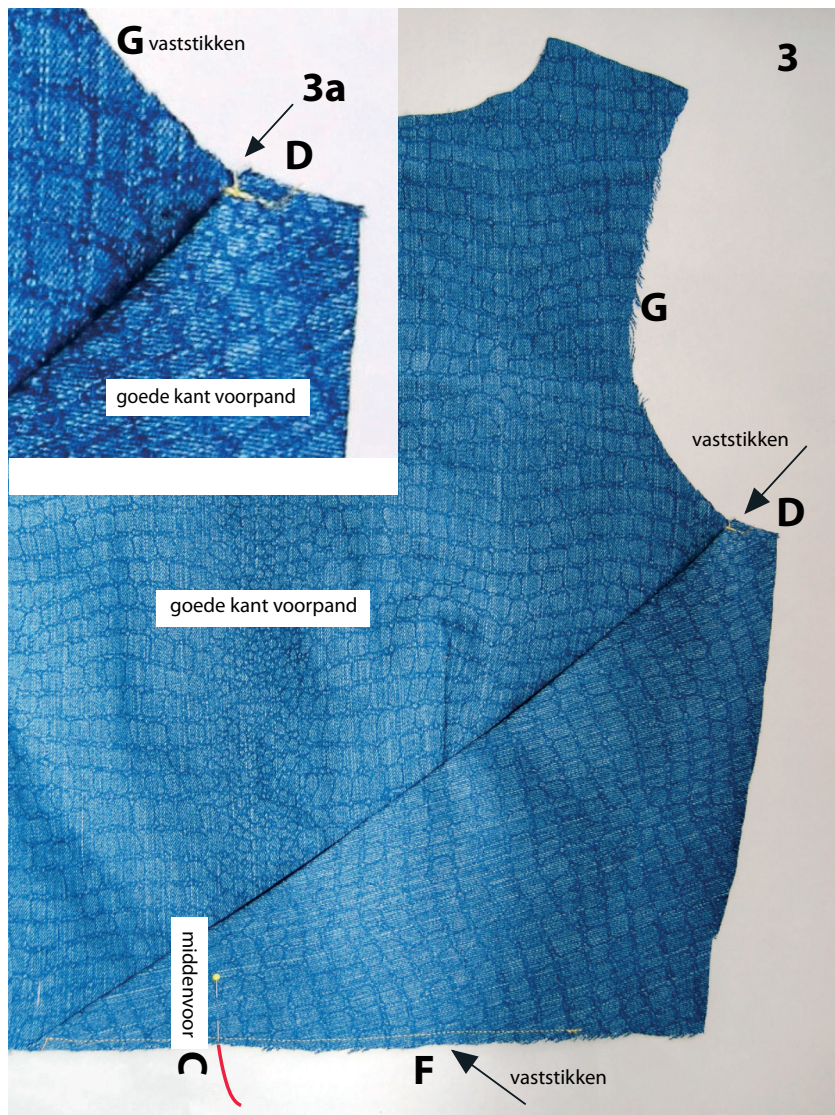 G vaststikken
3a
D
goede kant voorpand
3
G
vaststikken
D
goede kant voorpand
middenvoor
C
F
vaststikken